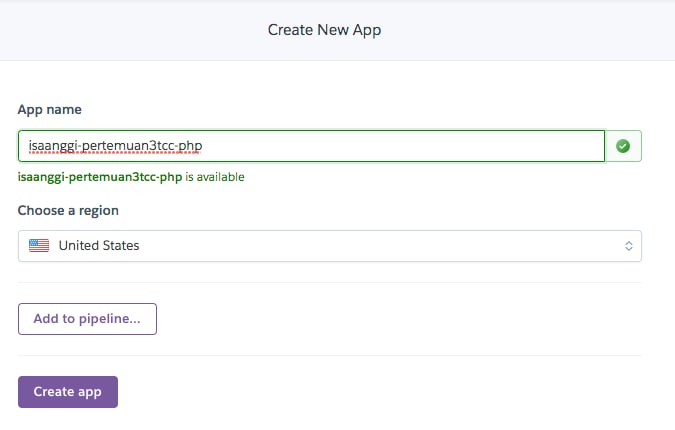 Create New App
App name
isaanggi-pertemuan3tcc-php
isaanggi-pertemuan3tcc-php is available
Choose a region
United States
Add to pipeline...
Create app